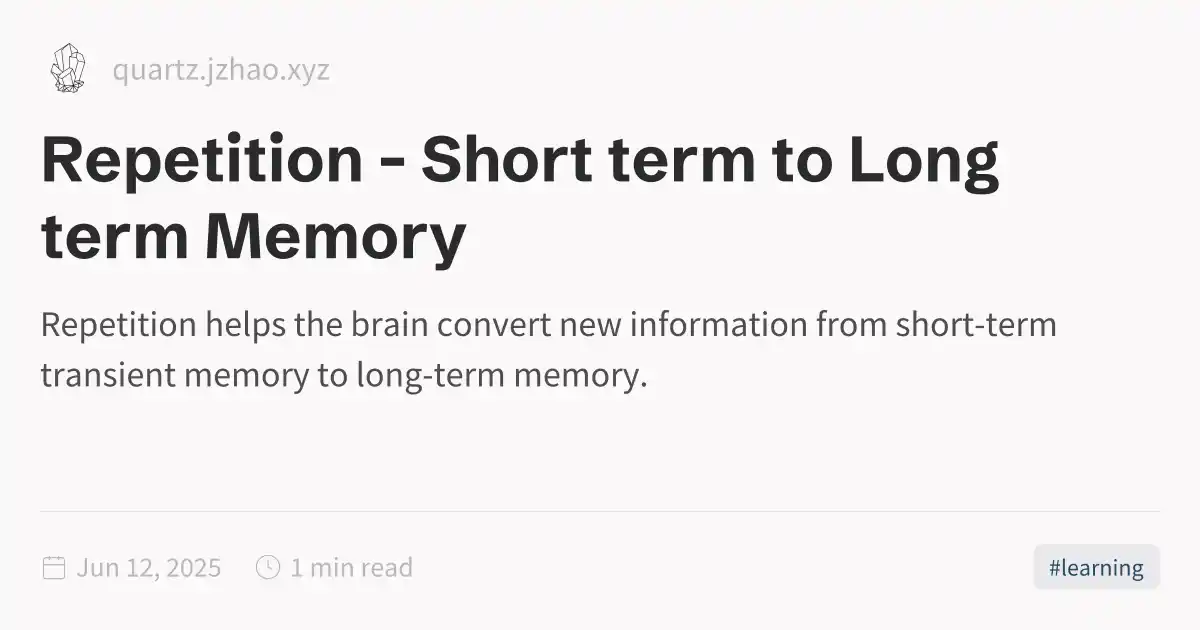 quartz.jzhao.xyz
Repetition - Short term to Long
term Memory
Repetition helps the brain convert new information from short-term
transient memory to long-term memory.
Jun 12, 2025 1 min read #learning